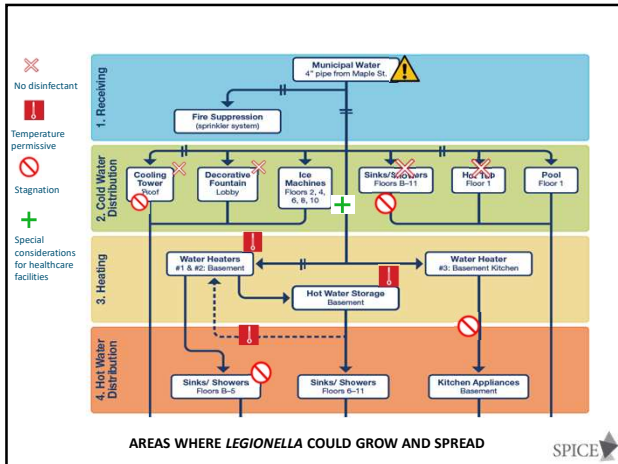 No disinfectant
Temperature
permissive
Stagnation
Special
considerations
for healthcare
facilities
1. Receiving
Municipal Water
4" pipe from Maple St.
Fire Suppression
(sprinkler system)
2. Cold Water
Distribution
Cooling
Tower
Roof
Decorative
Fountain
Lobby
Ice
Machines
Floors 2, 4,
6, 8, 10
Sinks/Showers
Floors B–11
Hot Tub
Floor 1
Pool
Floor 1
3. Heating
Water Heaters
#1 & #2: Basement
Hot Water Storage
Basement
Water Heater
#3: Basement Kitchen
4. Hot Water
Distribution
Sinks/ Showers
Floors B–5
Sinks/ Showers
Floors 6–11
Kitchen Appliances
Basement
AREAS WHERE LEGIONELLA COULD GROW AND SPREAD
SPICE